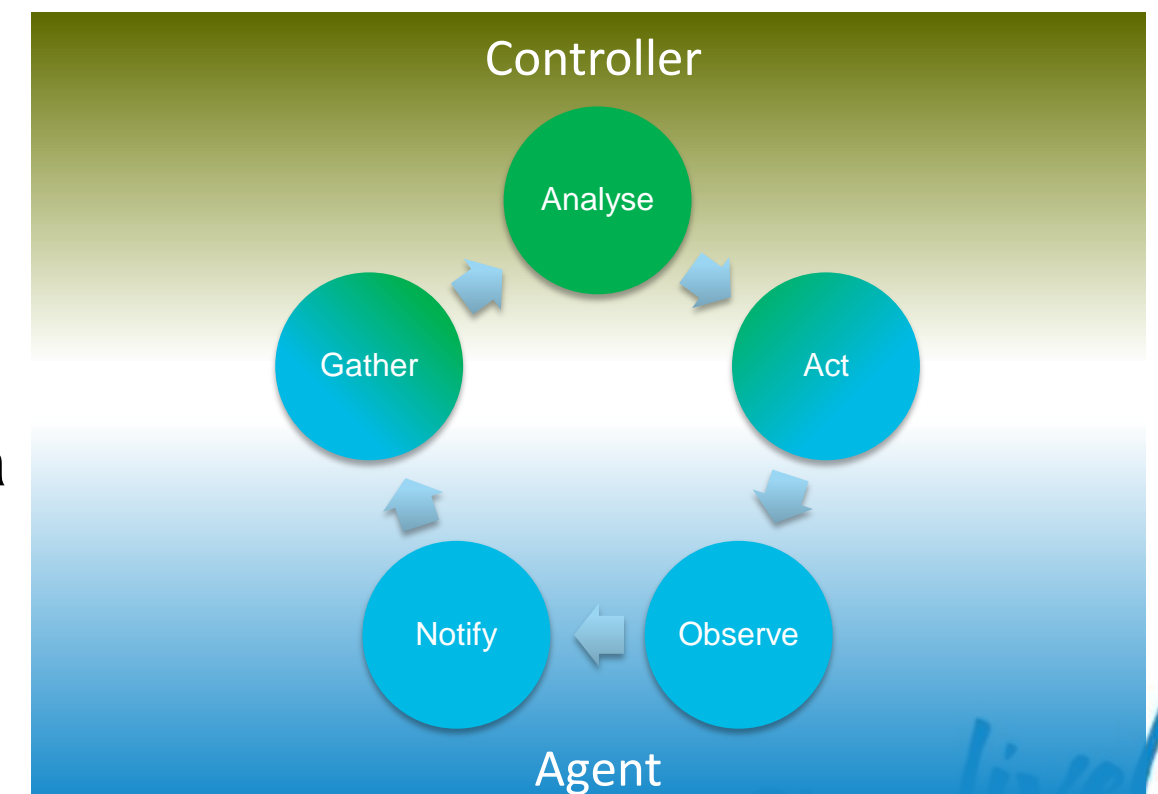 Controller
Analyse
Gather
Act
Notify
Observe
Agent